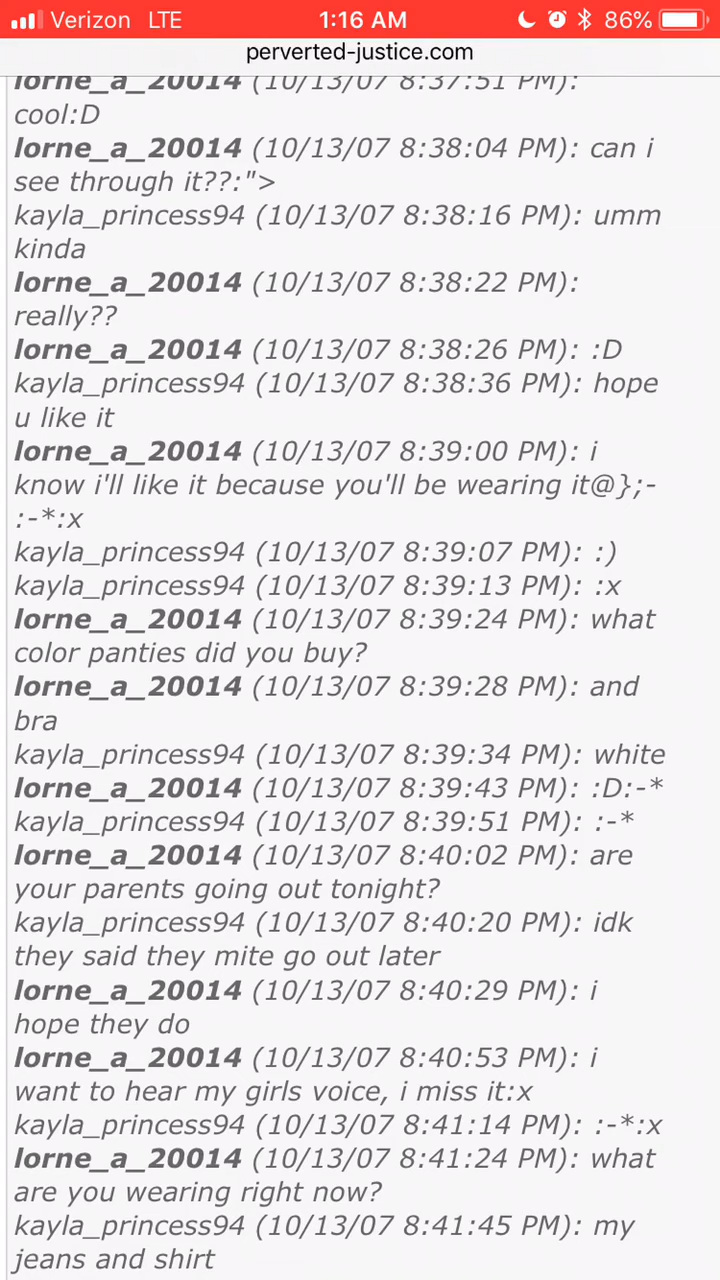 Verizon LTE 1:16 AM 86%
perverted-justice.com
lorne_a_20014 (10/13/07 8:37:51 PM):
cool:D
lorne_a_20014 (10/13/07 8:38:04 PM): can i
see through it??:">
kayla_princess94 (10/13/07 8:38:16 PM): umm
kinda
lorne_a_20014 (10/13/07 8:38:22 PM):
really??
lorne_a_20014 (10/13/07 8:38:26 PM): :D
kayla_princess94 (10/13/07 8:38:36 PM): hope
u like it
lorne_a_20014 (10/13/07 8:39:00 PM): i
know i'll like it because you'll be wearing it@};-
:-*:x
kayla_princess94 (10/13/07 8:39:07 PM): :)
kayla_princess94 (10/13/07 8:39:13 PM): :x
lorne_a_20014 (10/13/07 8:39:24 PM): what
color panties did you buy?
lorne_a_20014 (10/13/07 8:39:28 PM): and
bra
kayla_princess94 (10/13/07 8:39:34 PM): white
lorne_a_20014 (10/13/07 8:39:43 PM): :D:-*
kayla_princess94 (10/13/07 8:39:51 PM): :-*
lorne_a_20014 (10/13/07 8:40:02 PM): are
your parents going out tonight?
kayla_princess94 (10/13/07 8:40:20 PM): idk
they said they mite go out later
lorne_a_20014 (10/13/07 8:40:29 PM): i
hope they do
lorne_a_20014 (10/13/07 8:40:53 PM): i
want to hear my girls voice, i miss it:x
kayla_princess94 (10/13/07 8:41:14 PM): :-*:x
lorne_a_20014 (10/13/07 8:41:24 PM): what
are you wearing right now?
kayla_princess94 (10/13/07 8:41:45 PM): my
jeans and shirt